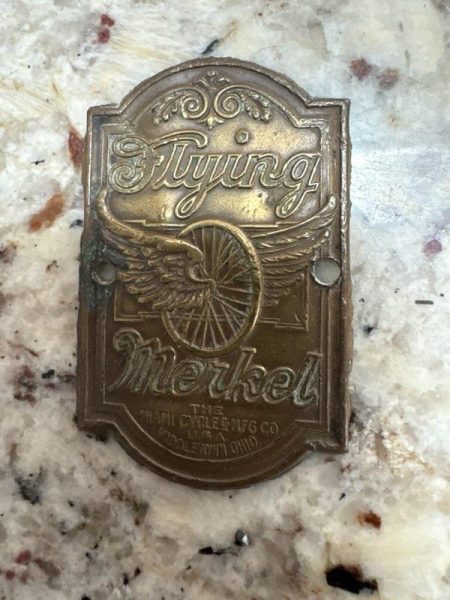 Flying
Merkel
THE
MIAMI CYCLE & MFG CO.
U.S.A
MIDDLETOWN OHIO.